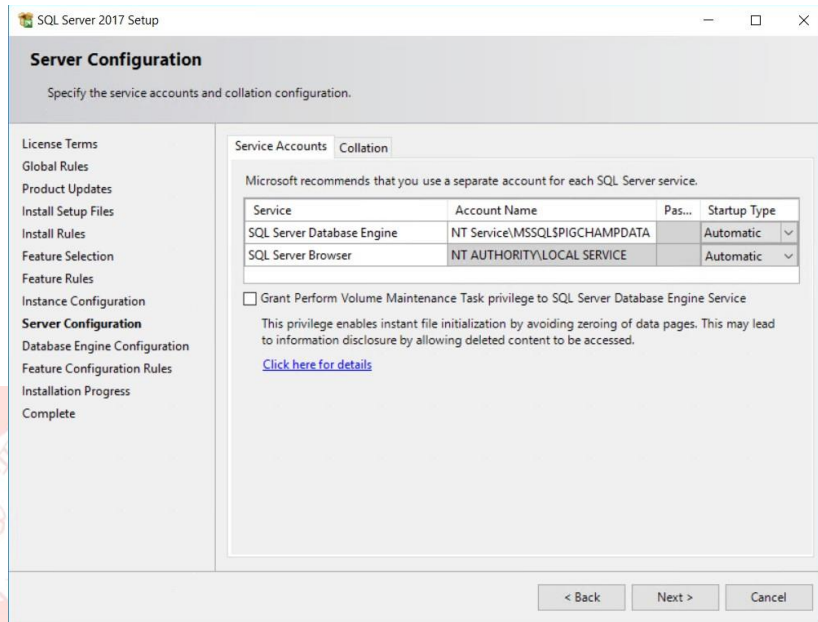 SQL Server 2017 Setup
Server Configuration
Specify the service accounts and collation configuration.
License Terms
Global Rules
Product Updates
Install Setup Files
Install Rules
Feature Selection
Feature Rules
Instance Configuration
Server Configuration
Database Engine Configuration
Feature Configuration Rules
Installation Progress
Complete
Service Accounts Collation
Microsoft recommends that you use a separate account for each SQL Server service.
Service Account Name Pas... Startup Type
SQL Server Database Engine NT Service\MSSQL$PIGCHAMPDATA Automatic
SQL Server Browser NT AUTHORITY\LOCAL SERVICE Automatic
Grant Perform Volume Maintenance Task privilege to SQL Server Database Engine Service
This privilege enables instant file initialization by avoiding zeroing of data pages. This may lead
to information disclosure by allowing deleted content to be accessed.
Click here for details
< Back Next > Cancel